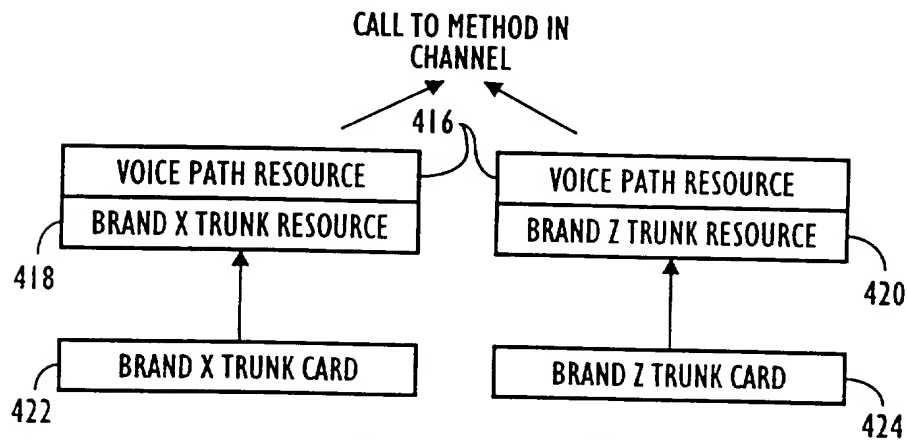 CALL TO METHOD IN
CHANNEL
416
VOICE PATH RESOURCE
VOICE PATH RESOURCE
BRAND X TRUNK RESOURCE
BRAND Z TRUNK RESOURCE
418
420
BRAND X TRUNK CARD
BRAND Z TRUNK CARD
422
424